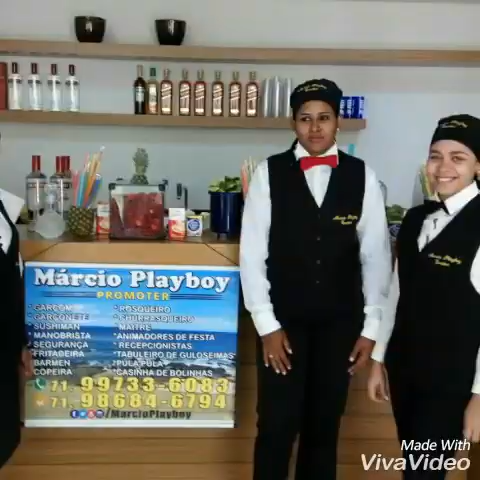 Márcio Playboy
PROMOTER
* GARÇOM
* GARÇONETE
* SUSHIMAN
* MANOBRISTA
* SEGURANÇA
* FRITADEIRA
* BARMEN
* COPEIRA
* ROSQUEIRO
* CHURRASQUEIRO
* MAITRE
* ANIMADORES DE FESTA
* RECEPCIONISTAS
* TABULEIRO DE GULOSEIMAS
* PULA PULA
* CASINHA DE BOLINHAS
71 99733-6083
71 98684-6794
/MarcioPlayboy
Made With
VivaVideo